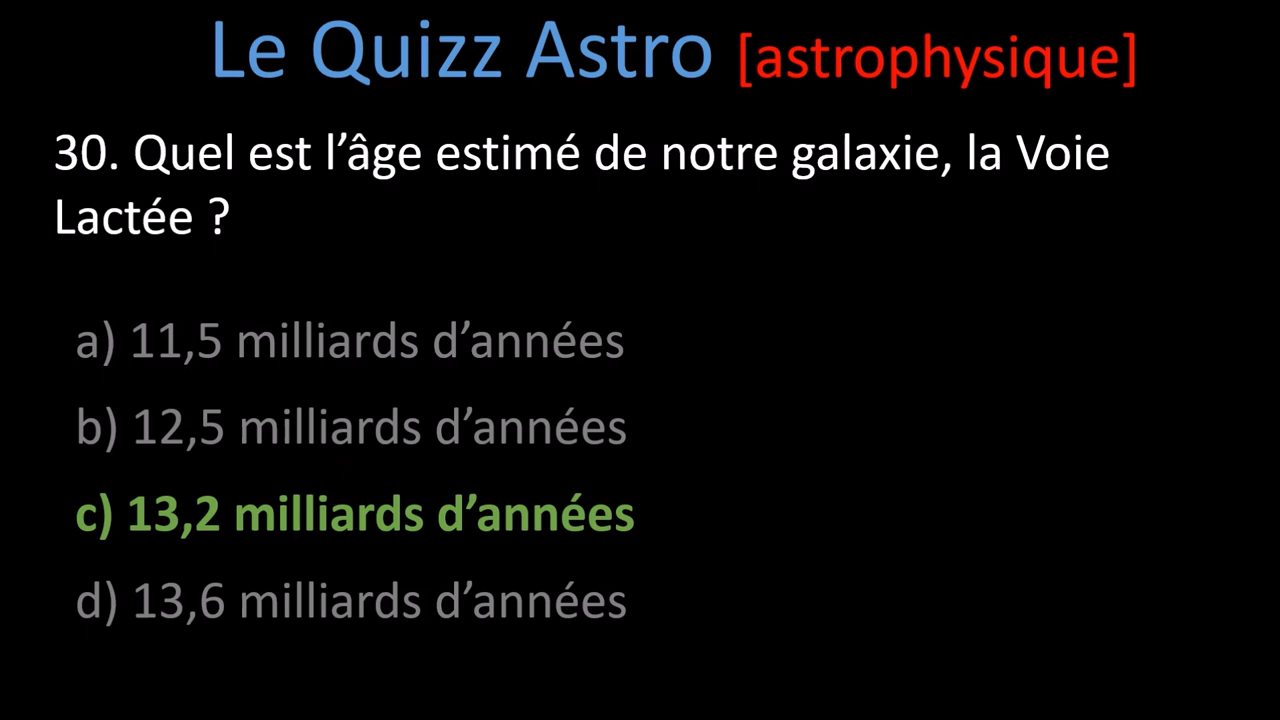 Le Quizz Astro [astrophysique]
30. Quel est l’âge estimé de notre galaxie, la Voie
Lactée ?
a) 11,5 milliards d’années
b) 12,5 milliards d’années
c) 13,2 milliards d’années
d) 13,6 milliards d’années